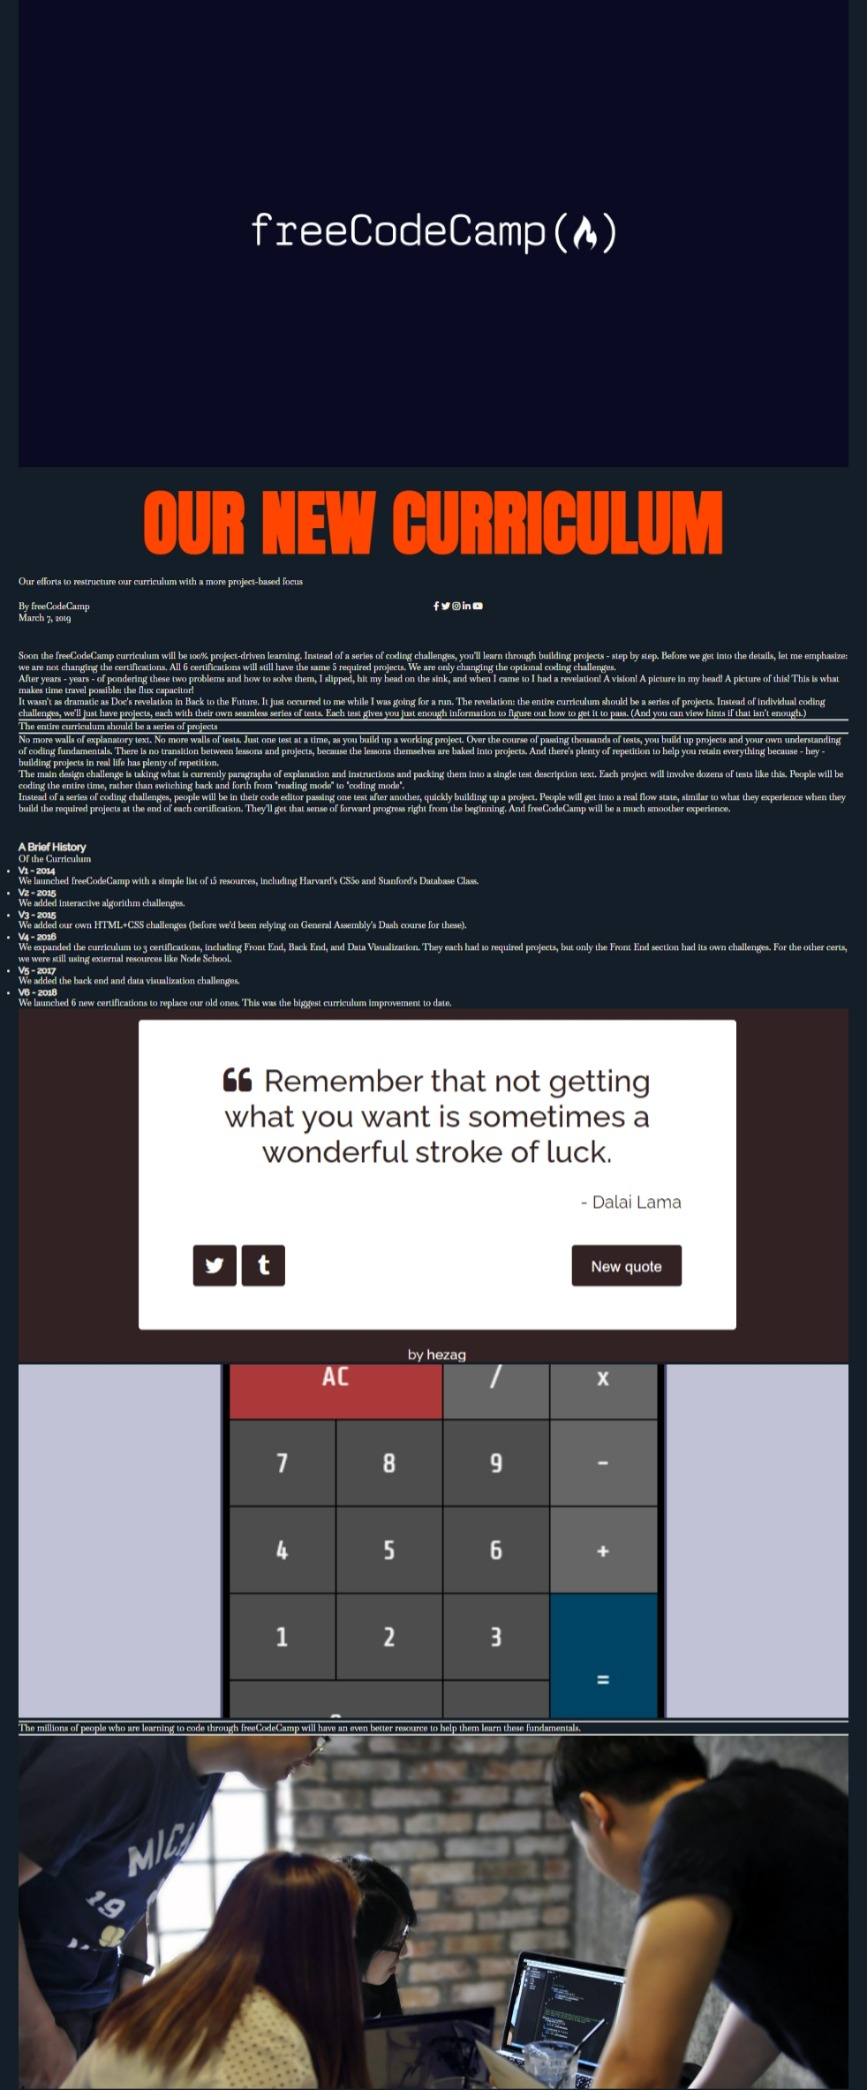 freeCodeCamp(🔥)
OUR NEW CURRICULUM
Our efforts to restructure our curriculum with a more project-based focus
By freeCodeCamp
March 7, 2019
Soon the freeCodeCamp curriculum will be 100% project-driven learning. Instead of a series of coding challenges, you'll learn through building projects - step by step. Before we get into the details, let me emphasize:
we are not changing the certifications. All 6 certifications will still have the same 5 required projects. We are only changing the optional coding challenges.
After years - years - of pondering these two problems and how to solve them, I slipped, hit my head on the sink, and when I came to I had a revelation! A vision! A picture in my head! A picture of this! This is what
makes time travel possible: the flux capacitor!
It wasn't as dramatic as Doc's revelation in Back to the Future. It just occurred to me while I was going for a run. The revelation: the entire curriculum should be a series of projects. Instead of individual coding
challenges, we'll just have projects, each with their own seamless series of tests. Each test gives you just enough information to figure out how to get it to pass. (And you can view hints if that isn't enough.)
The entire curriculum should be a series of projects
No more walls of explanatory text. No more walls of tests. Just one test at a time, as you build up a working project. Over the course of passing thousands of tests, you build up projects and your own understanding
of coding fundamentals. There is no transition between lessons and projects, because the lessons themselves are baked into projects. And there's plenty of repetition to help you retain everything because - hey -
building projects in real life has plenty of repetition.
The main design challenge is taking what is currently paragraphs of explanation and instructions and packing them into a single test description text. Each project will involve dozens of tests like this. People will be
coding the entire time, rather than switching back and forth from "reading mode" to "coding mode".
Instead of a series of coding challenges, people will be in their code editor passing one test after another, quickly building up a project. People will get into a real flow state, similar to what they experience when they
build the required projects at the end of each certification. They'll get that sense of forward progress right from the beginning. And freeCodeCamp will be a much smoother experience.
A Brief History
Of the Curriculum
V1 - 2014
We launched freeCodeCamp with a simple list of 15 resources, including Harvard's CS50 and Stanford's Database Class.
V2 - 2015
We added interactive algorithm challenges.
V3 - 2015
We added our own HTML+CSS challenges (before we'd been relying on General Assembly's Dash course for these).
V4 - 2016
We expanded the curriculum to 3 certifications, including Front End, Back End, and Data Visualization. They each had 10 required projects, but only the Front End section had its own challenges. For the other certs,
we were still using external resources like Node School.
V5 - 2017
We added the back end and data visualization challenges.
V6 - 2018
We launched 6 new certifications to replace our old ones. This was the biggest curriculum improvement to date.
Remember that not getting
what you want is sometimes a
wonderful stroke of luck.
- Dalai Lama
New quote
by hezag
AC / x
7 8 9 -
4 5 6 +
1 2 3
=
The millions of people who are learning to code through freeCodeCamp will have an even better resource to help them learn these fundamentals.
19